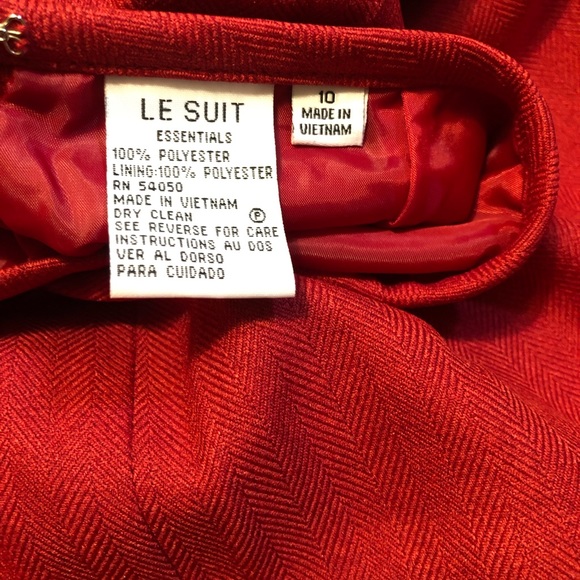 LE SUIT
ESSENTIALS
100% POLYESTER
LINING:100% POLYESTER
RN 54050
MADE IN VIETNAM
DRY CLEAN Ⓟ
SEE REVERSE FOR CARE
INSTRUCTIONS AU DOS
VER AL DORSO
PARA CUIDADO
10
MADE IN
VIETNAM